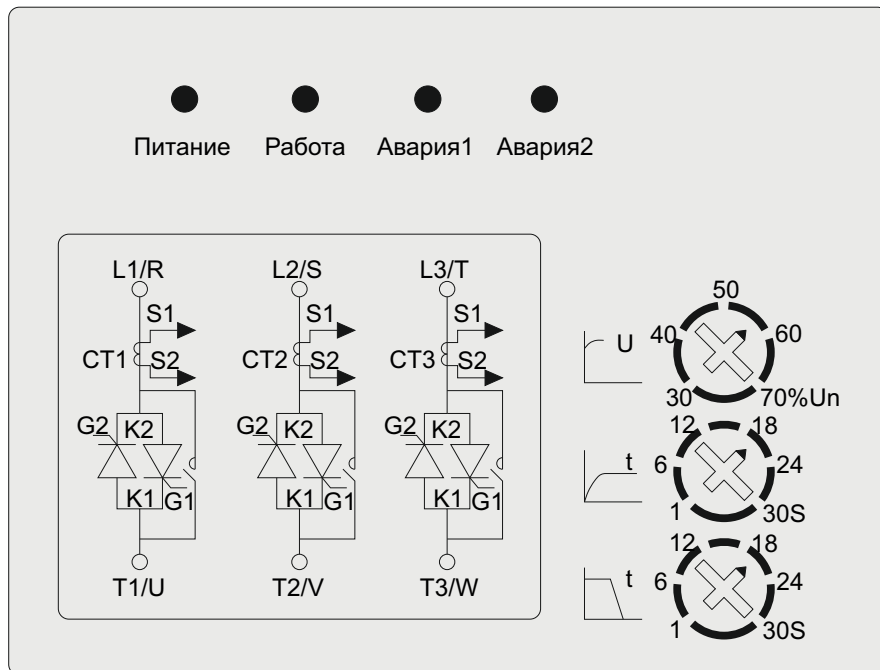 Питание Работа Авария1 Авария2
L1/R L2/S L3/T
S1 S1 S1
CT1 S2 CT2 S2 CT3 S2
G2 K2 G2 K2 G2 K2
K1 G1 K1 G1 K1 G1
T1/U T2/V T3/W
50
U 40 60
30 70%Un
12 18
t 6 24
1 30S
12 18
t 6 24
1 30S